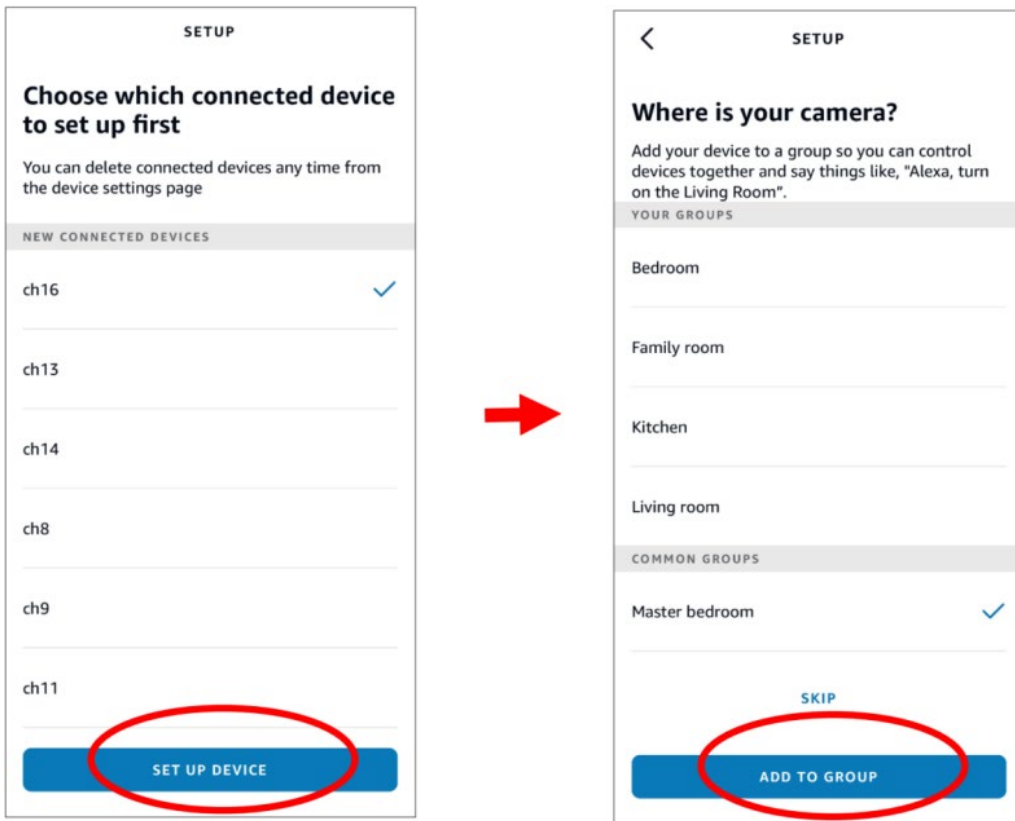 SETUP
Choose which connected device
to set up first
You can delete connected devices any time from
the device settings page
NEW CONNECTED DEVICES
ch16
ch13
ch14
ch8
ch9
ch11
SET UP DEVICE
SETUP
Where is your camera?
Add your device to a group so you can control
devices together and say things like, "Alexa, turn
on the Living Room".
YOUR GROUPS
Bedroom
Family room
Kitchen
Living room
COMMON GROUPS
Master bedroom
SKIP
ADD TO GROUP